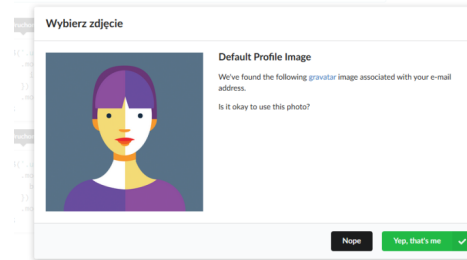 Wybierz zdjęcie
Default Profile Image
We've found the following gravatar image associated with your e-mail
address.
Is it okay to use this photo?
Nope
Yep, that's me